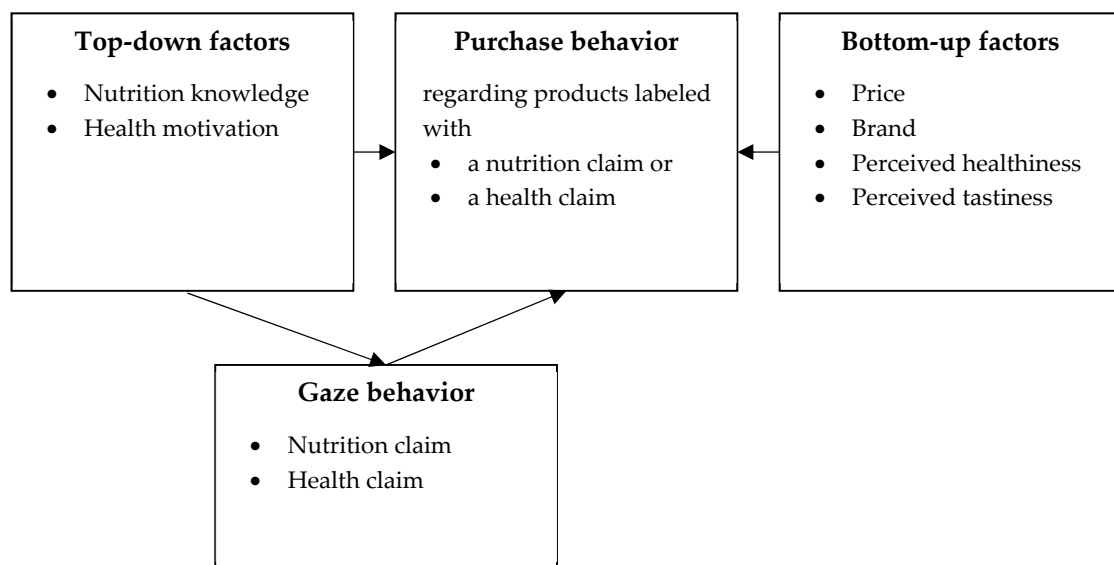 Top-down factors
• Nutrition knowledge
• Health motivation
Purchase behavior
regarding products labeled
with
• a nutrition claim or
• a health claim
Bottom-up factors
• Price
• Brand
• Perceived healthiness
• Perceived tastiness
Gaze behavior
• Nutrition claim
• Health claim